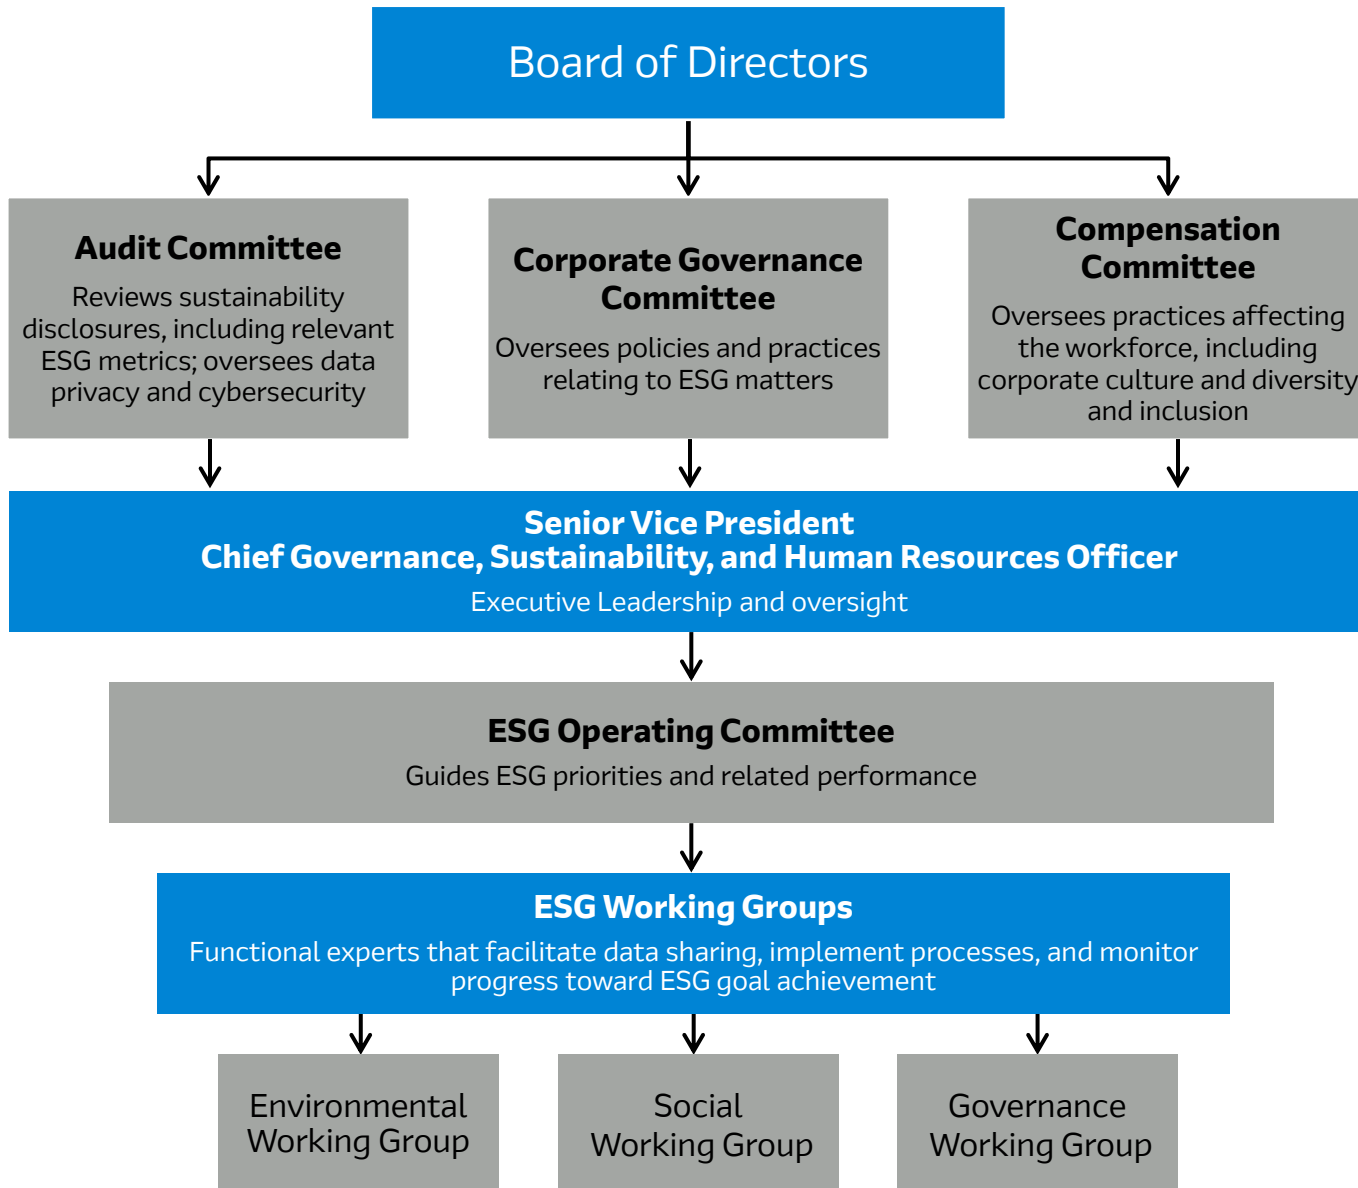 Board of Directors
Audit Committee
Reviews sustainability
disclosures, including relevant
ESG metrics; oversees data
privacy and cybersecurity
Corporate Governance
Committee
Oversees policies and practices
relating to ESG matters
Compensation
Committee
Oversees practices affecting
the workforce, including
corporate culture and diversity
and inclusion
Senior Vice President
Chief Governance, Sustainability, and Human Resources Officer
Executive Leadership and oversight
ESG Operating Committee
Guides ESG priorities and related performance
ESG Working Groups
Functional experts that facilitate data sharing, implement processes, and monitor
progress toward ESG goal achievement
Environmental
Working Group
Social
Working Group
Governance
Working Group